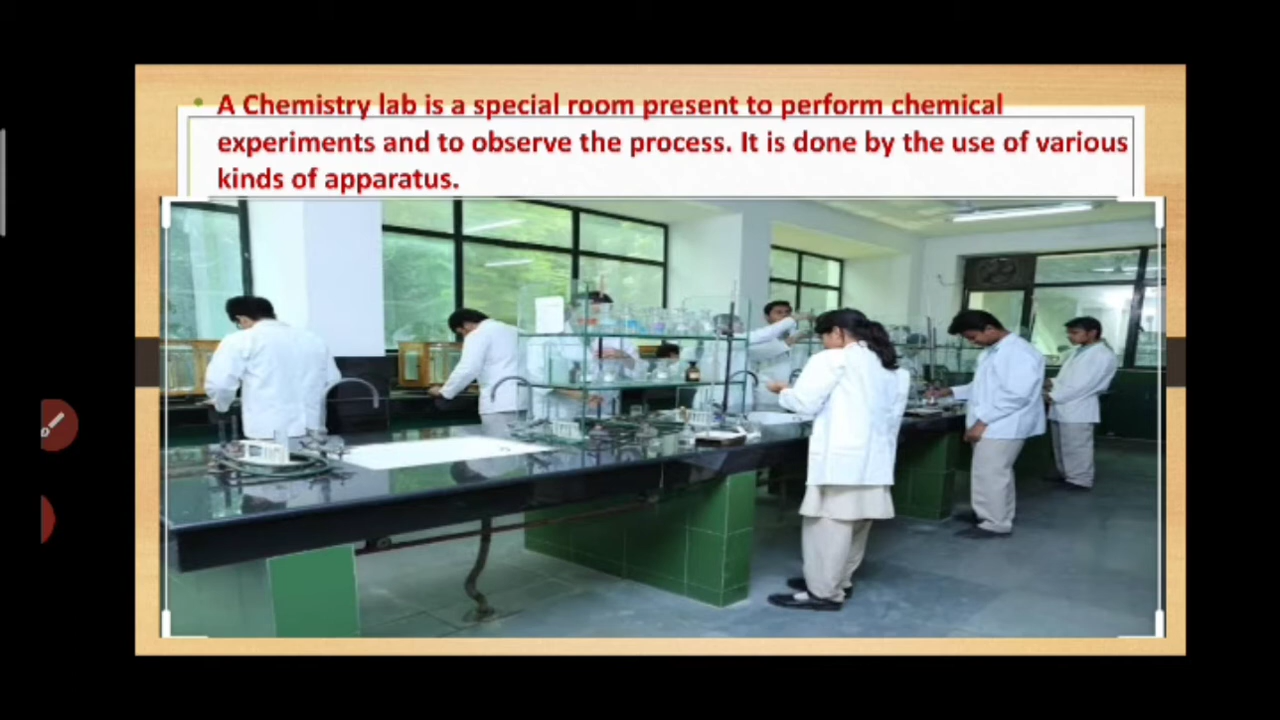 A Chemistry lab is a special room present to perform chemical
experiments and to observe the process. It is done by the use of various
kinds of apparatus.